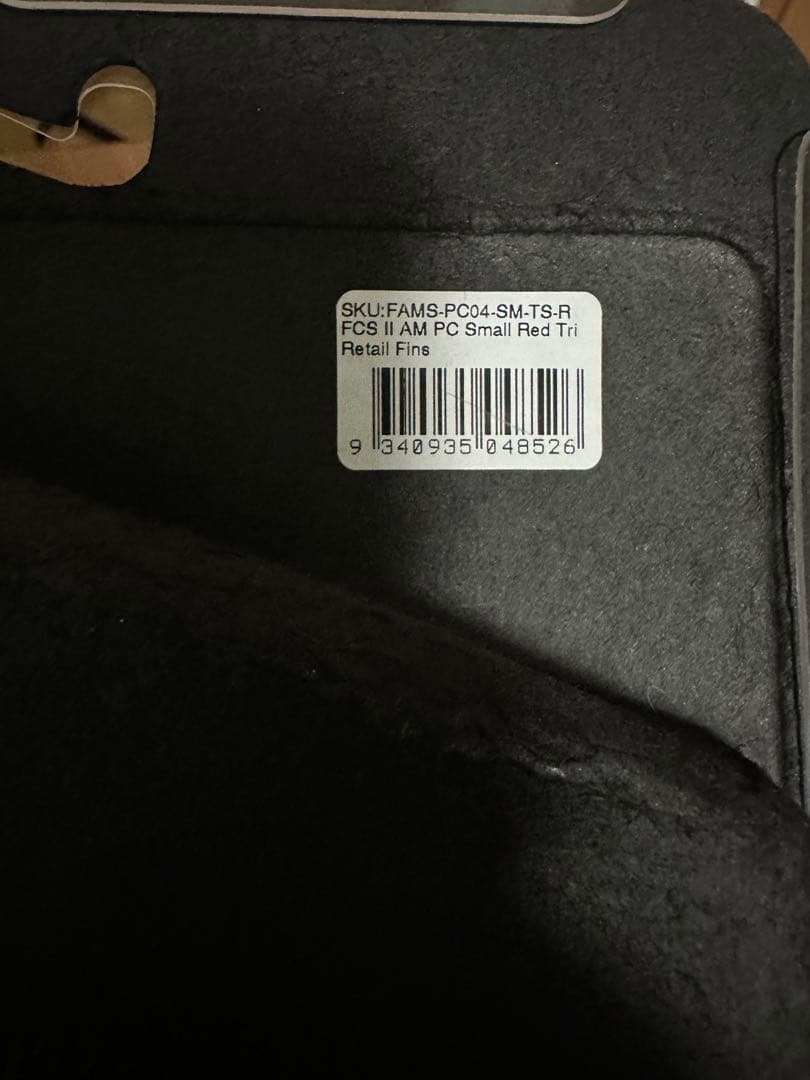 SKU:FAMS-PC04-SM-TS-R
FCS II AM PC Small Red Tri
Retail Fins
9 340935 048526